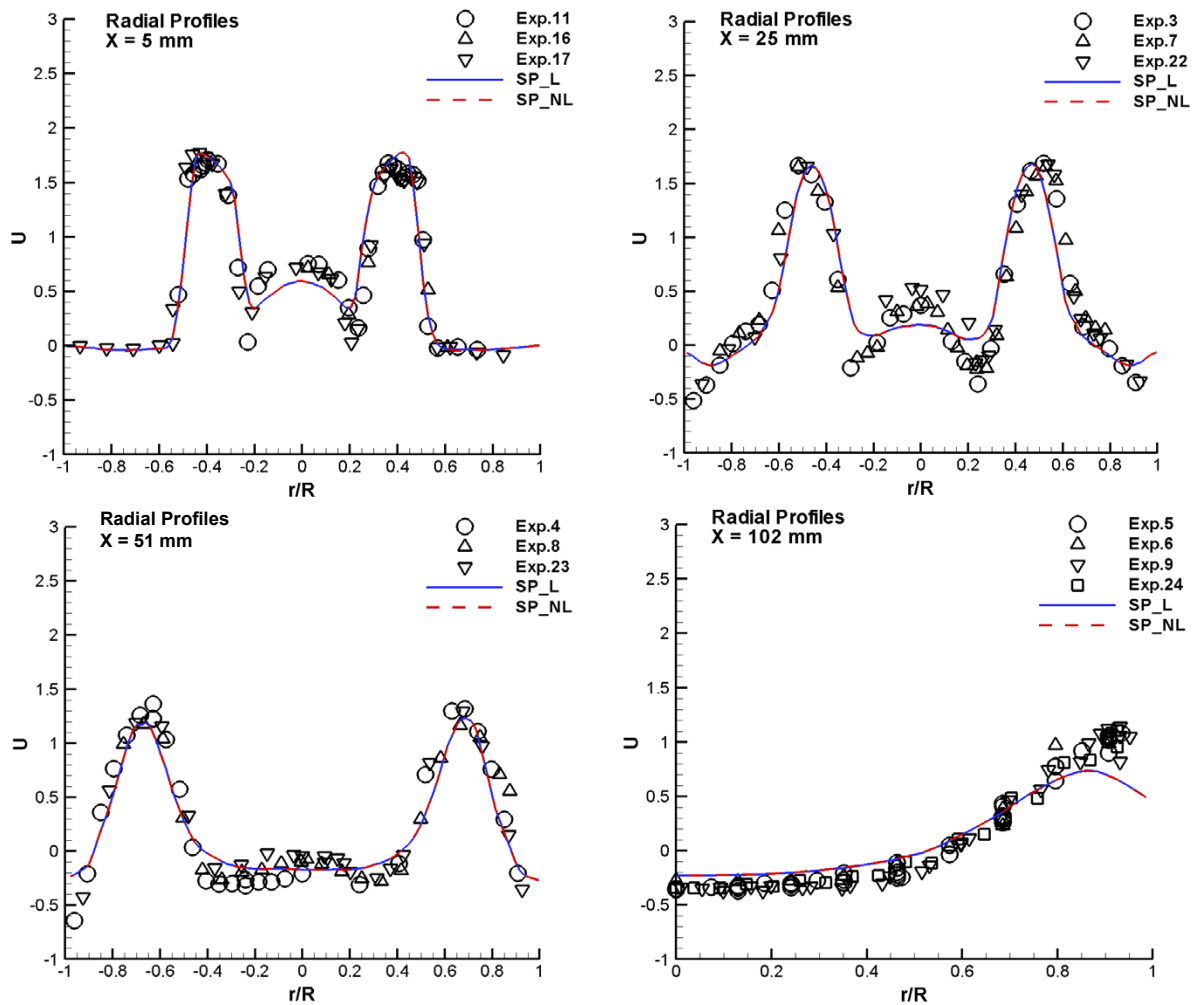 Radial Profiles
X = 5 mm
Exp.11
Exp.16
Exp.17
SP_L
SP_NL
3
2.5
2
1.5
1
0.5
0
-0.5
-1
U
-1 -0.8 -0.6 -0.4 -0.2 0 0.2 0.4 0.6 0.8 1
r/R
Radial Profiles
X = 25 mm
Exp.3
Exp.7
Exp.22
SP_L
SP_NL
3
2.5
2
1.5
1
0.5
0
-0.5
-1
U
-1 -0.8 -0.6 -0.4 -0.2 0 0.2 0.4 0.6 0.8 1
r/R
Radial Profiles
X = 51 mm
Exp.4
Exp.8
Exp.23
SP_L
SP_NL
3
2.5
2
1.5
1
0.5
0
-0.5
-1
U
-1 -0.8 -0.6 -0.4 -0.2 0 0.2 0.4 0.6 0.8 1
r/R
Radial Profiles
X = 102 mm
Exp.5
Exp.6
Exp.9
Exp.24
SP_L
SP_NL
3
2.5
2
1.5
1
0.5
0
-0.5
-1
U
0 0.2 0.4 0.6 0.8 1
r/R